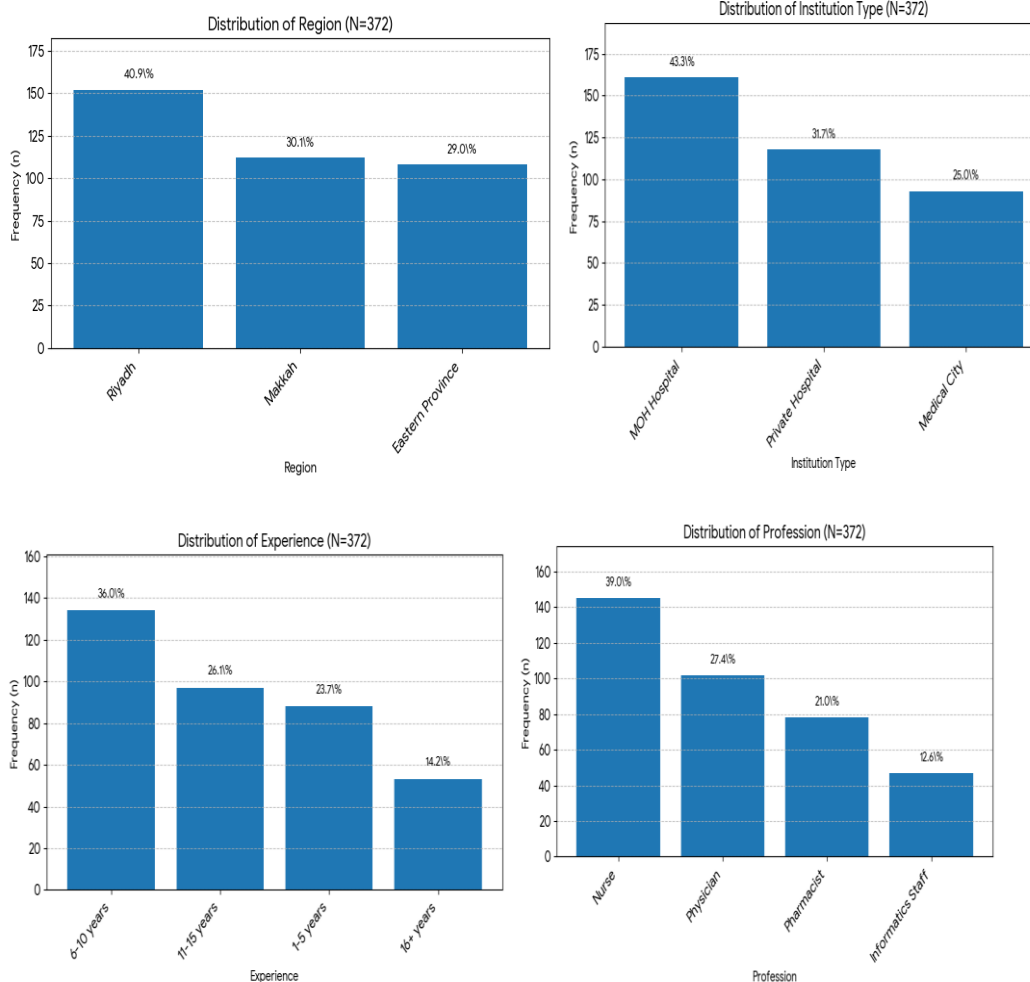 Distribution of Region (N=372)
175
150
125
100
75
50
25
0
Frequency (n)
40.9\%
30.1\%
29.0\%
Riyadh
Makkah
Eastern Province
Region
Distribution of Institution Type (N=372)
175
150
125
100
75
50
25
0
Frequency (n)
43.3\%
31.7\%
25.0\%
MOH Hospital
Private Hospital
Medical City
Institution Type
Distribution of Experience (N=372)
160
140
120
100
80
60
40
20
0
Frequency (n)
36.0\%
26.1\%
23.7\%
14.2\%
6-10 years
11-15 years
1-5 years
16+ years
Experience
Distribution of Profession (N=372)
160
140
120
100
80
60
40
20
0
Frequency (n)
39.0\%
27.4\%
21.0\%
12.6\%
Nurse
Physician
Pharmacist
Informatics Staff
Profession